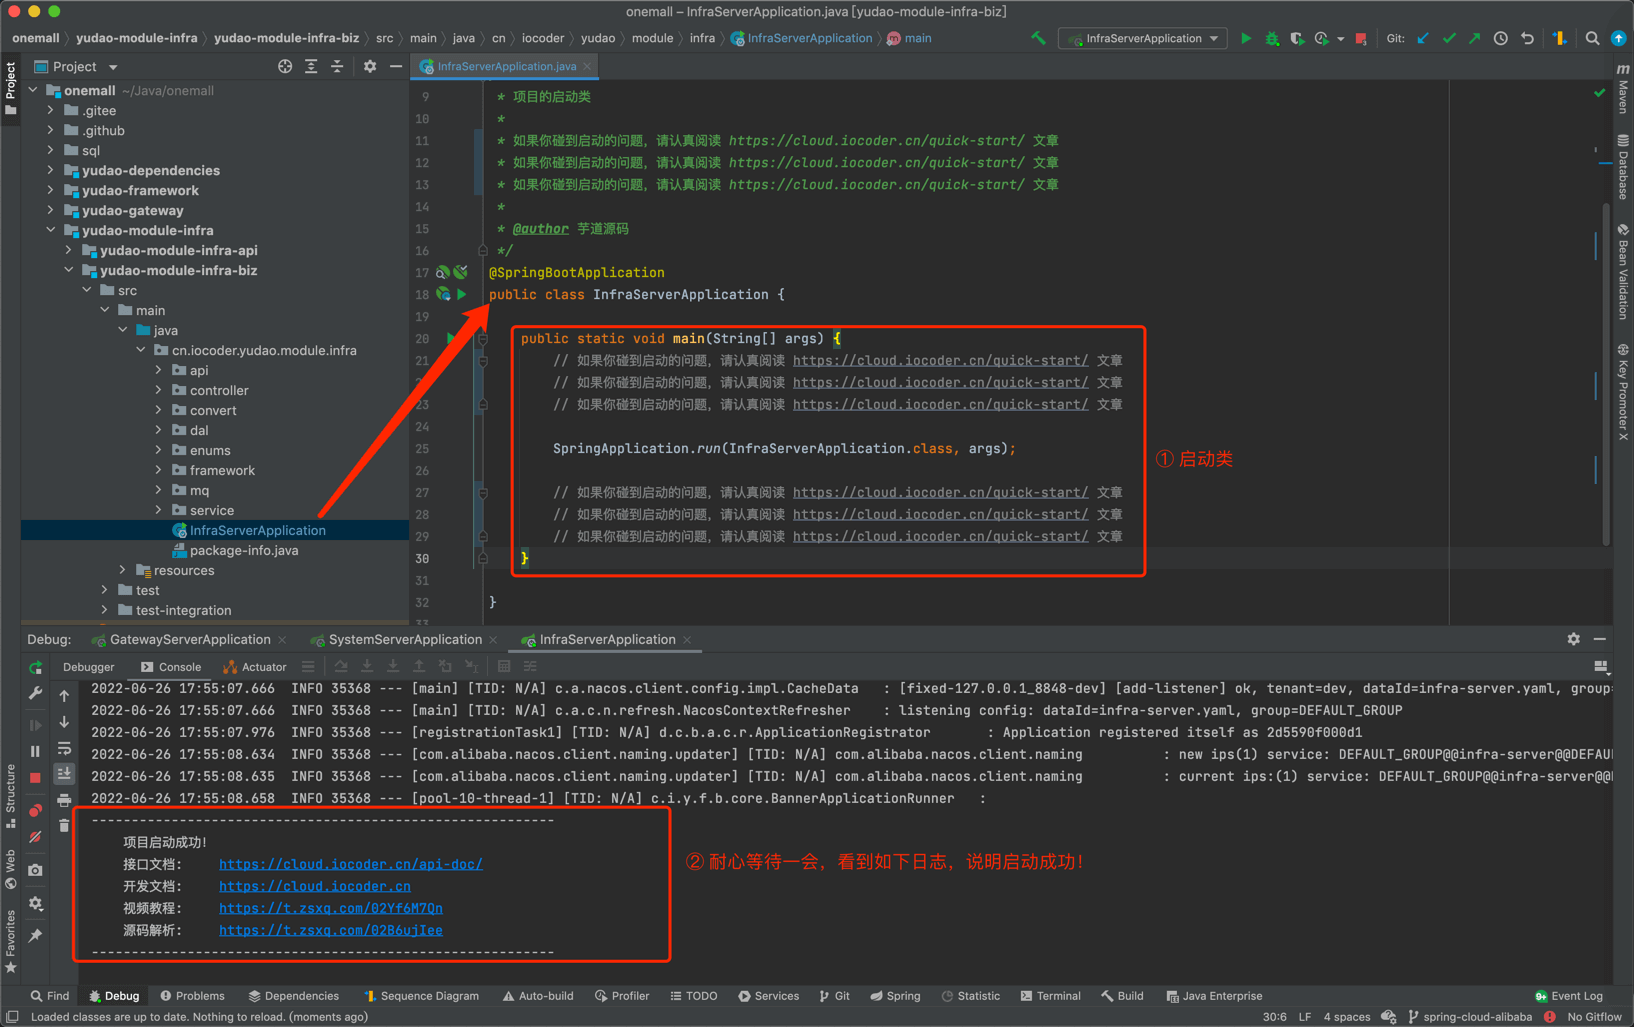 onemall – InfraServerApplication.java [yudao-module-infra-biz]
onemall yudao-module-infra yudao-module-infra-biz src main java cn iocoder yudao module infra InfraServerApplication main
InfraServerApplication Git:
Project
Project
InfraServerApplication.java
Maven
Database
Bean Validation
Key Promoter X
Structure
Web
Favorites
onemall ~/Java/onemall
.gitee
.github
sql
yudao-dependencies
yudao-framework
yudao-gateway
yudao-module-infra
yudao-module-infra-api
yudao-module-infra-biz
src
main
java
cn.iocoder.yudao.module.infra
api
controller
convert
dal
enums
framework
mq
service
InfraServerApplication
package-info.java
resources
test
test-integration
9 * 项目的启动类
10 *
11 * 如果你碰到启动的问题，请认真阅读 https://cloud.iocoder.cn/quick-start/ 文章
12 * 如果你碰到启动的问题，请认真阅读 https://cloud.iocoder.cn/quick-start/ 文章
13 * 如果你碰到启动的问题，请认真阅读 https://cloud.iocoder.cn/quick-start/ 文章
14 *
15 * @author 芋道源码
16 */
17 @SpringBootApplication
18 public class InfraServerApplication {
19
20 public static void main(String[] args) {
21 // 如果你碰到启动的问题，请认真阅读 https://cloud.iocoder.cn/quick-start/ 文章
// 如果你碰到启动的问题，请认真阅读 https://cloud.iocoder.cn/quick-start/ 文章
23 // 如果你碰到启动的问题，请认真阅读 https://cloud.iocoder.cn/quick-start/ 文章
24
25 SpringApplication.run(InfraServerApplication.class, args);
26
27 // 如果你碰到启动的问题，请认真阅读 https://cloud.iocoder.cn/quick-start/ 文章
28 // 如果你碰到启动的问题，请认真阅读 https://cloud.iocoder.cn/quick-start/ 文章
29 // 如果你碰到启动的问题，请认真阅读 https://cloud.iocoder.cn/quick-start/ 文章
30 }
31
32 }
33
① 启动类
Debug: GatewayServerApplication SystemServerApplication InfraServerApplication
Debugger Console Actuator
2022-06-26 17:55:07.666 INFO 35368 --- [main] [TID: N/A] c.a.nacos.client.config.impl.CacheData : [fixed-127.0.0.1_8848-dev] [add-listener] ok, tenant=dev, dataId=infra-server.yaml, group=
2022-06-26 17:55:07.666 INFO 35368 --- [main] [TID: N/A] c.a.c.n.refresh.NacosContextRefresher : listening config: dataId=infra-server.yaml, group=DEFAULT_GROUP
2022-06-26 17:55:07.976 INFO 35368 --- [registrationTask1] [TID: N/A] d.c.b.a.c.r.ApplicationRegistrator : Application registered itself as 2d5590f000d1
2022-06-26 17:55:08.634 INFO 35368 --- [com.alibaba.nacos.client.naming.updater] [TID: N/A] com.alibaba.nacos.client.naming : new ips(1) service: DEFAULT_GROUP@@infra-server@@DEFAU
2022-06-26 17:55:08.635 INFO 35368 --- [com.alibaba.nacos.client.naming.updater] [TID: N/A] com.alibaba.nacos.client.naming : current ips:(1) service: DEFAULT_GROUP@@infra-server@@
2022-06-26 17:55:08.658 INFO 35368 --- [pool-10-thread-1] [TID: N/A] c.i.y.f.b.core.BannerApplicationRunner :
----------------------------------------------------------
项目启动成功！
接口文档： https://cloud.iocoder.cn/api-doc/
开发文档： https://cloud.iocoder.cn
视频教程： https://t.zsxq.com/02Yf6M7Qn
源码解析： https://t.zsxq.com/02B6ujIee
----------------------------------------------------------
② 耐心等待一会，看到如下日志，说明启动成功！
Find Debug Problems Dependencies Sequence Diagram Auto-build Profiler TODO Services Git Spring Statistic Terminal Build Java Enterprise 9+ Event Log
Loaded classes are up to date. Nothing to reload. (moments ago) 30:6 LF 4 spaces spring-cloud-alibaba No Gitflow